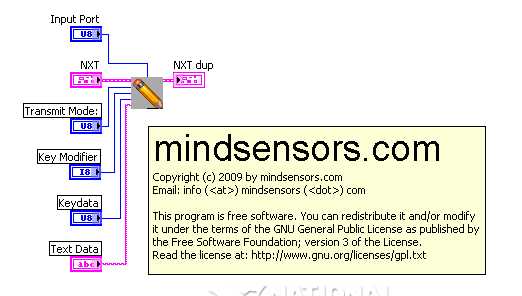 Input Port
U8
NXT
NXT dup
Transmit Mode:
U8
Key Modifier
I8
Keydata
U8
Text Data
abc
mindsensors.com
Copyright (c) 2009 by mindsensors.com
Email: info (<at>) mindsensors (<dot>) com
This program is free software. You can redistribute it and/or modify
it under the terms of the GNU General Public License as published by
the Free Software Foundation; version 3 of the License.
Read the license at: http://www.gnu.org/licenses/gpl.txt
NATIONAL